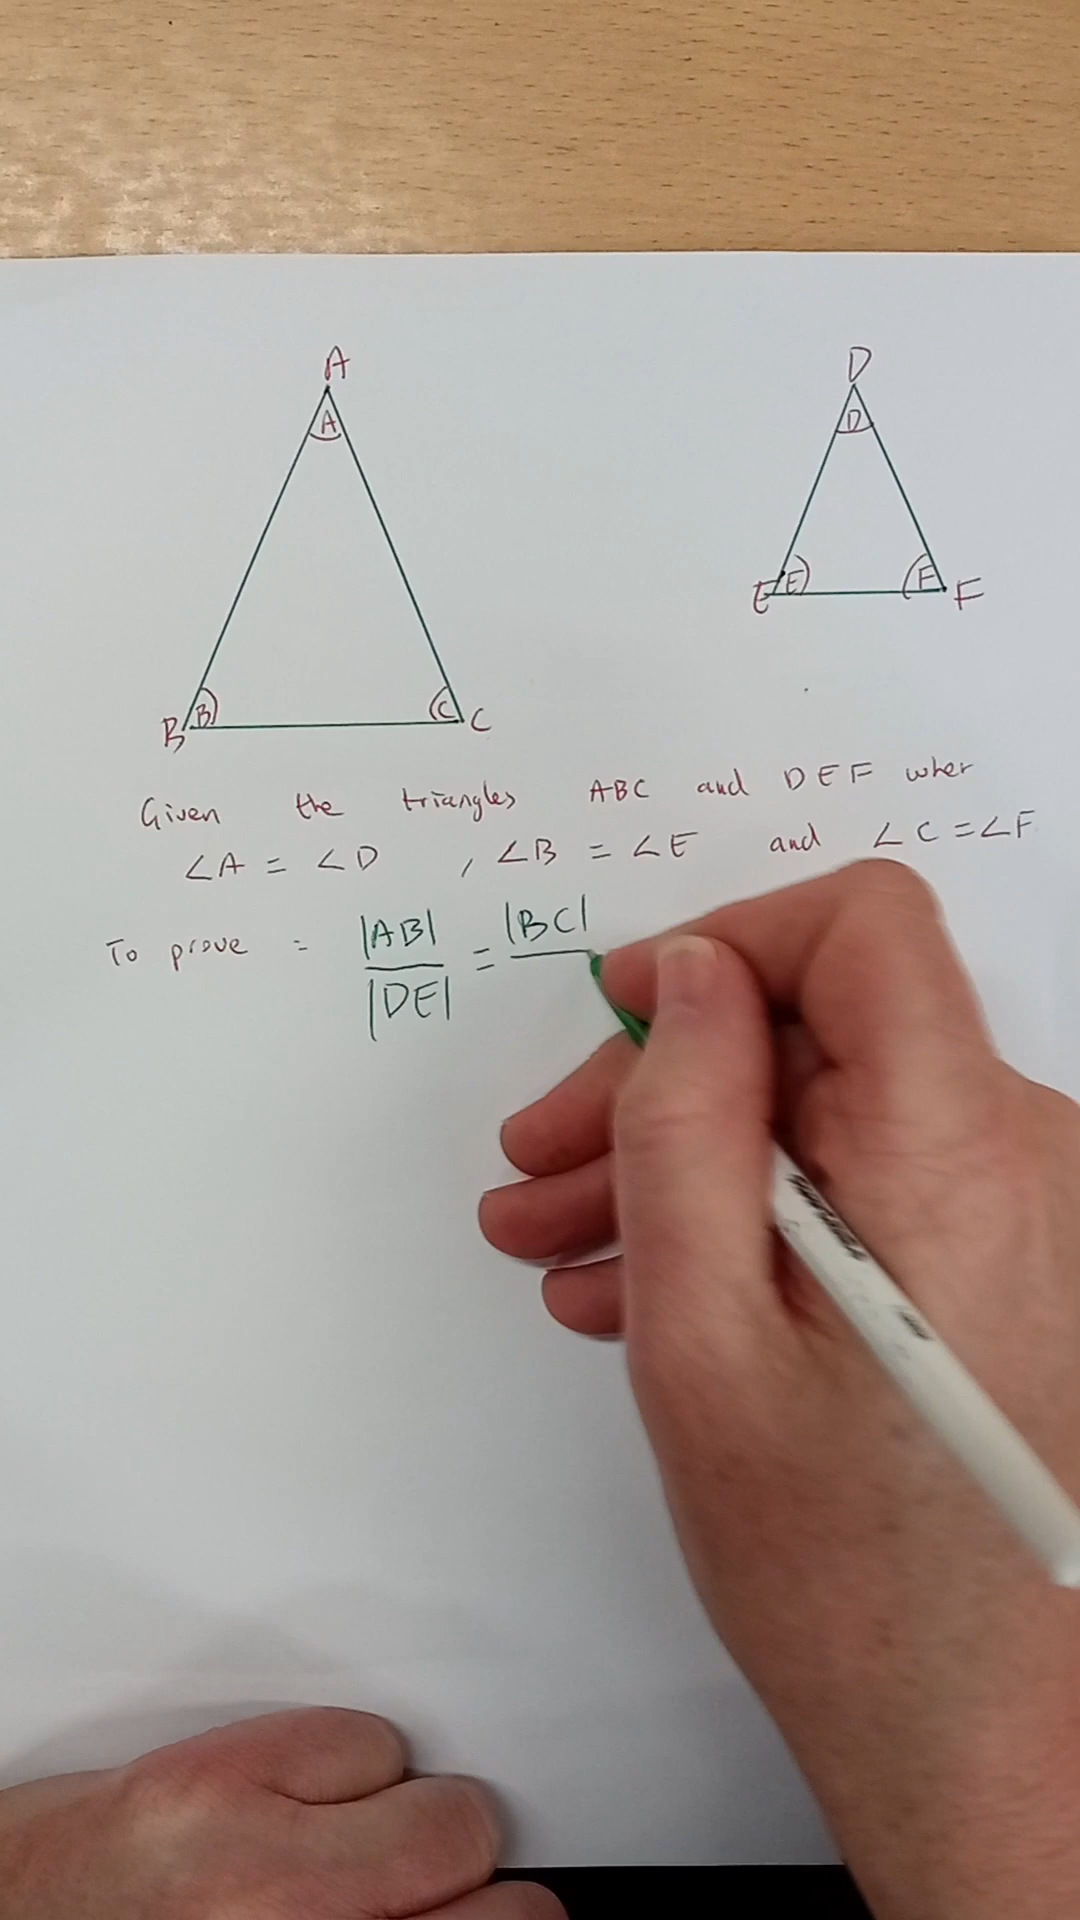 A
D
A
D
E
E
F
F
B
B
C
C
Given the triangles ABC and DEF wher
∠A = ∠D , ∠B = ∠E and ∠C = ∠F
To prove = |AB| / |DE| = |BC|